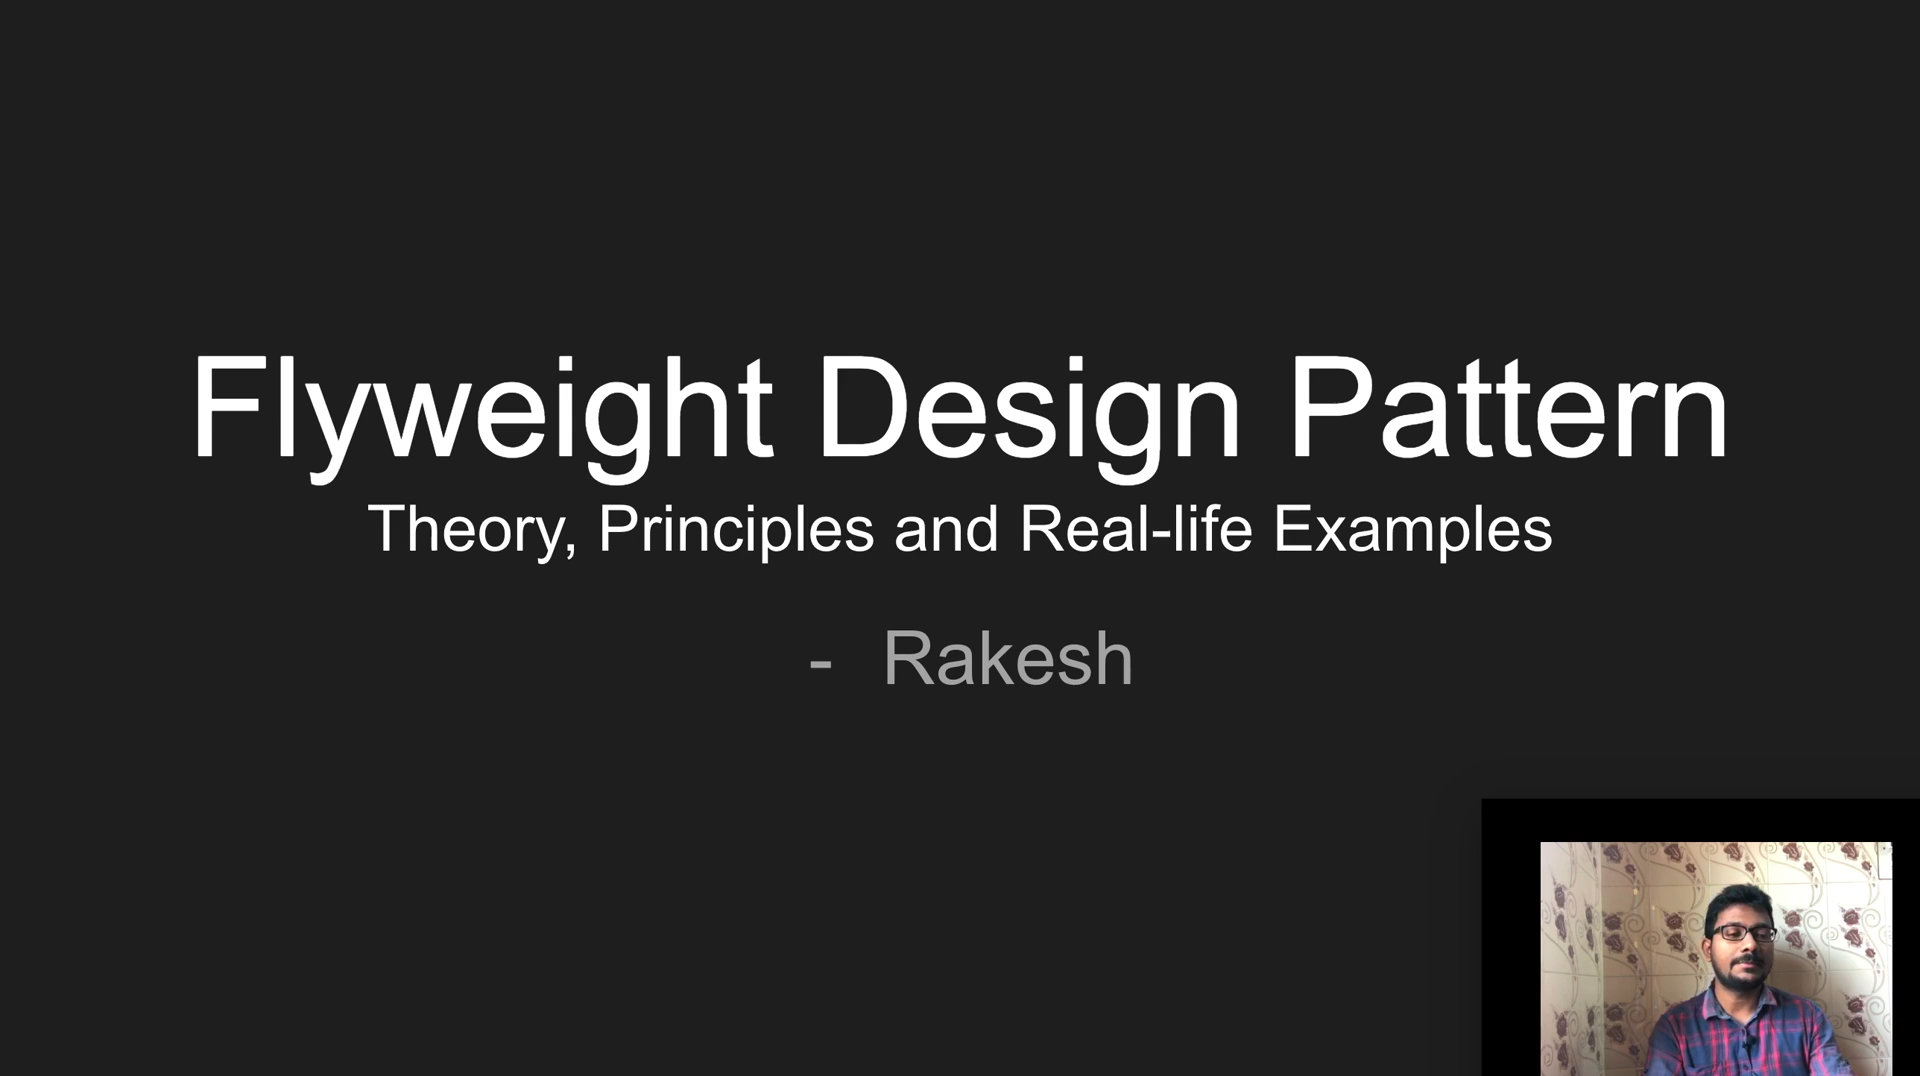 Flyweight Design Pattern
Theory, Principles and Real-life Examples
- Rakesh